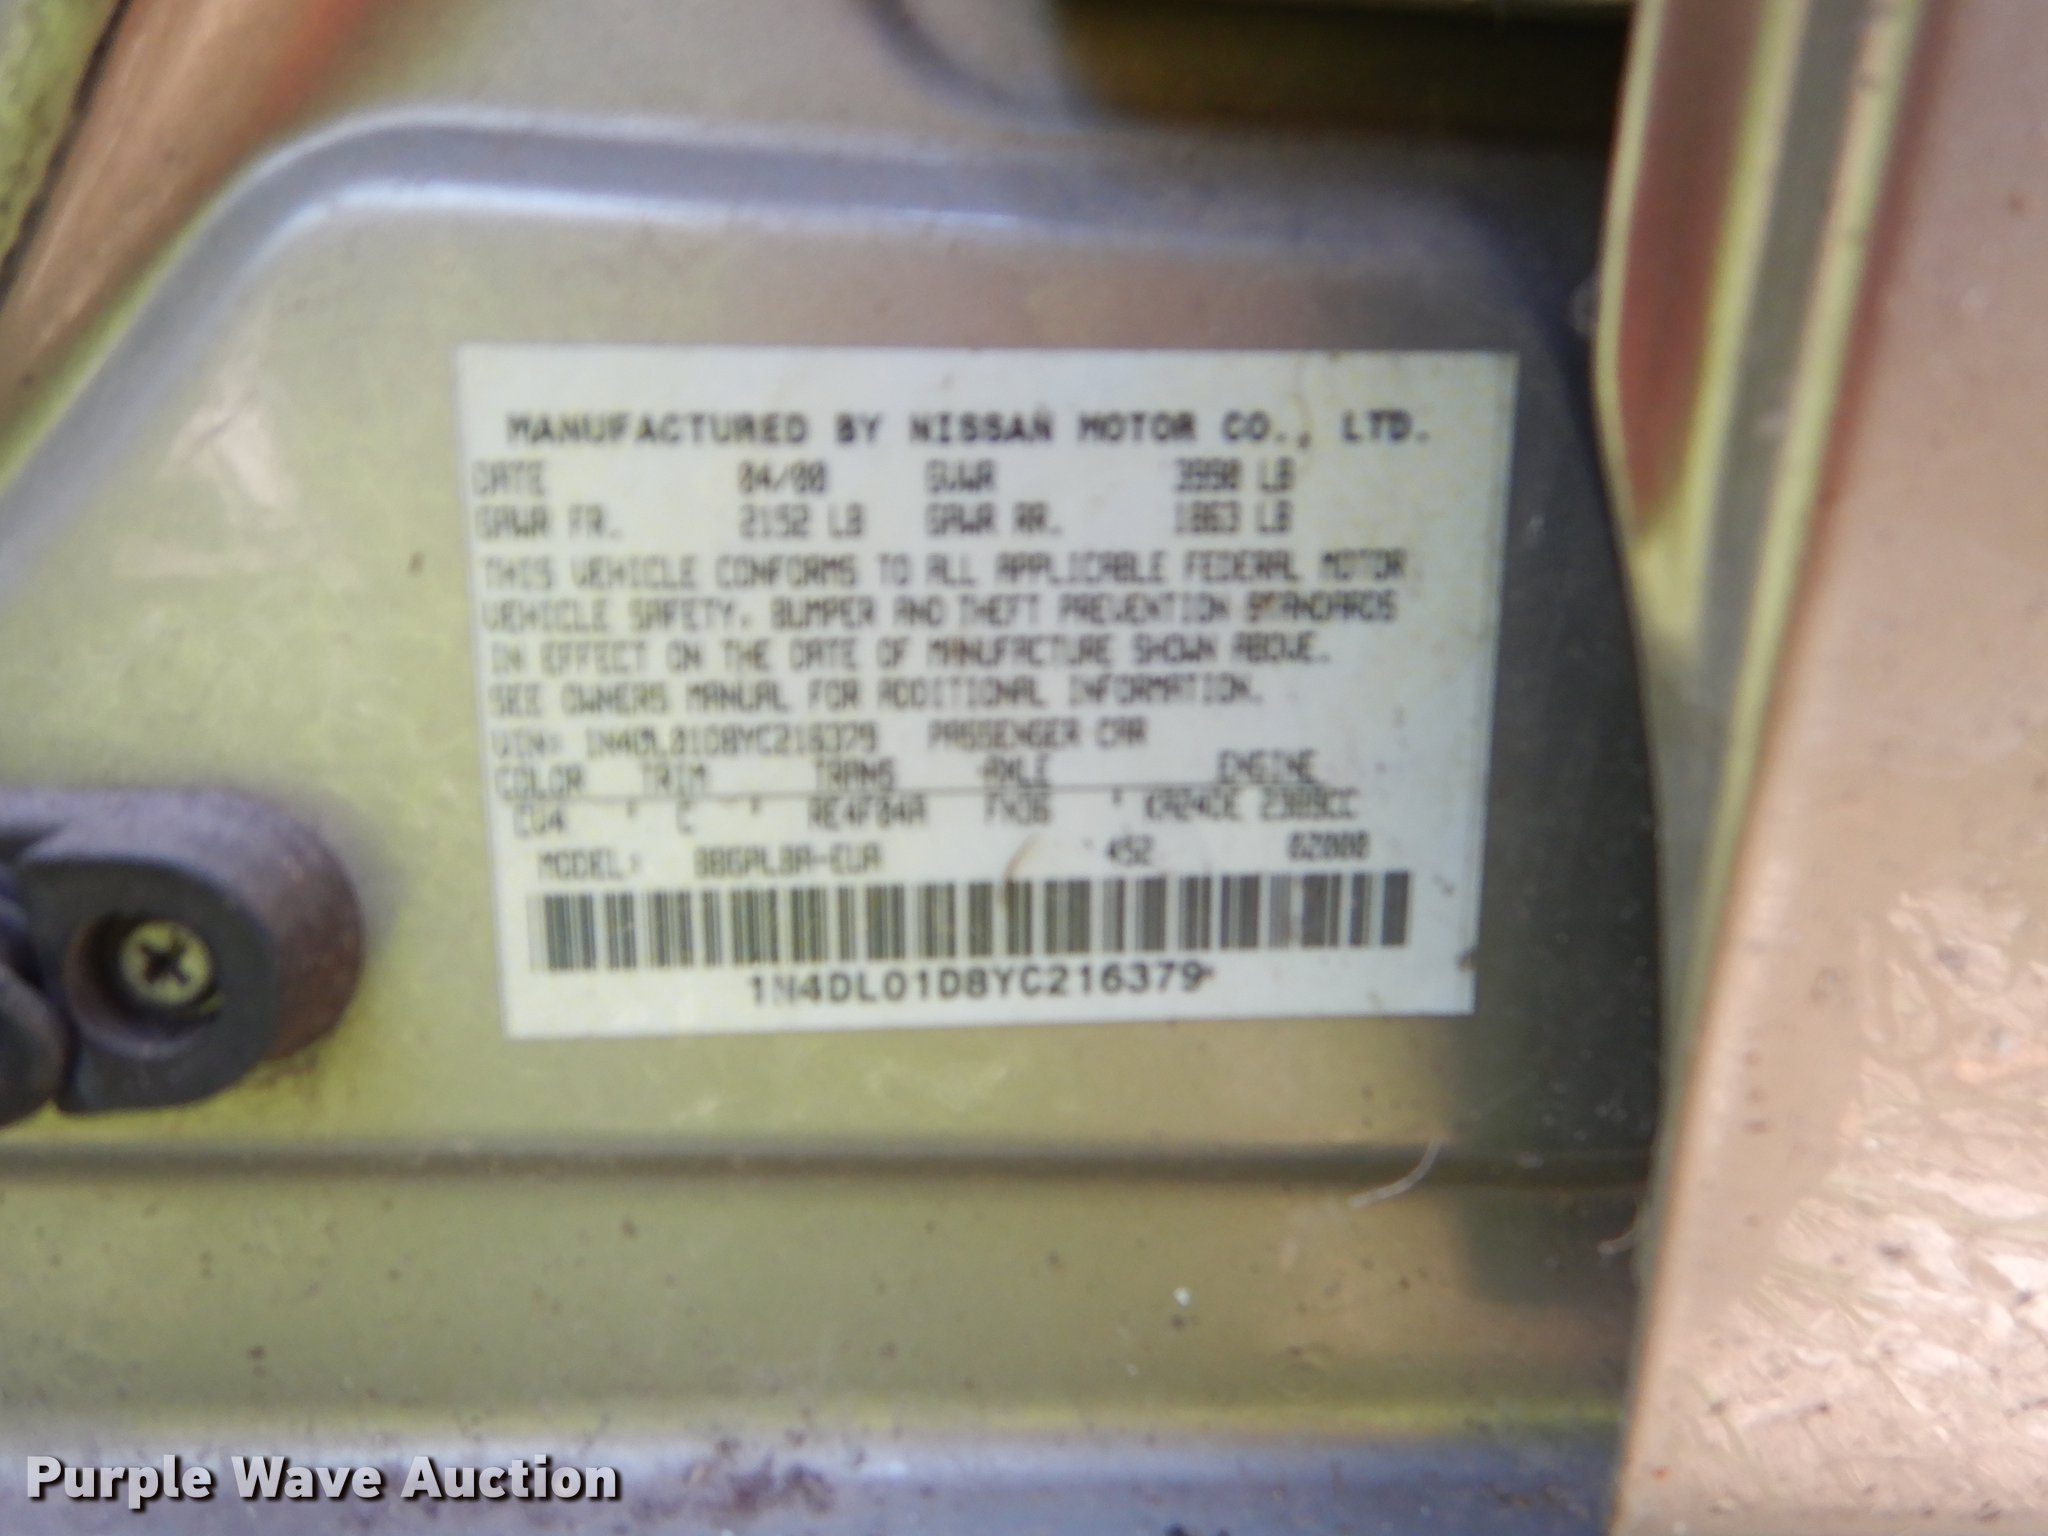 MANUFACTURED BY NISSAN MOTOR CO., LTD.
DATE 04/00 GVWR 3990 LB
GAWR FR. 2152 LB GAWR RR. 1863 LB
THIS VEHICLE CONFORMS TO ALL APPLICABLE FEDERAL MOTOR
VEHICLE SAFETY, BUMPER AND THEFT PREVENTION STANDARDS
IN EFFECT ON THE DATE OF MANUFACTURE SHOWN ABOVE.
SEE OWNERS MANUAL FOR ADDITIONAL INFORMATION.
VIN: 1N4DL01D8YC216379 PASSENGER CAR
COLOR TRIM TRANS AXLE ENGINE
C RE4F04A KA24DE 2389CC
MODEL: 452
1N4DL01D8YC216379
Purple Wave Auction